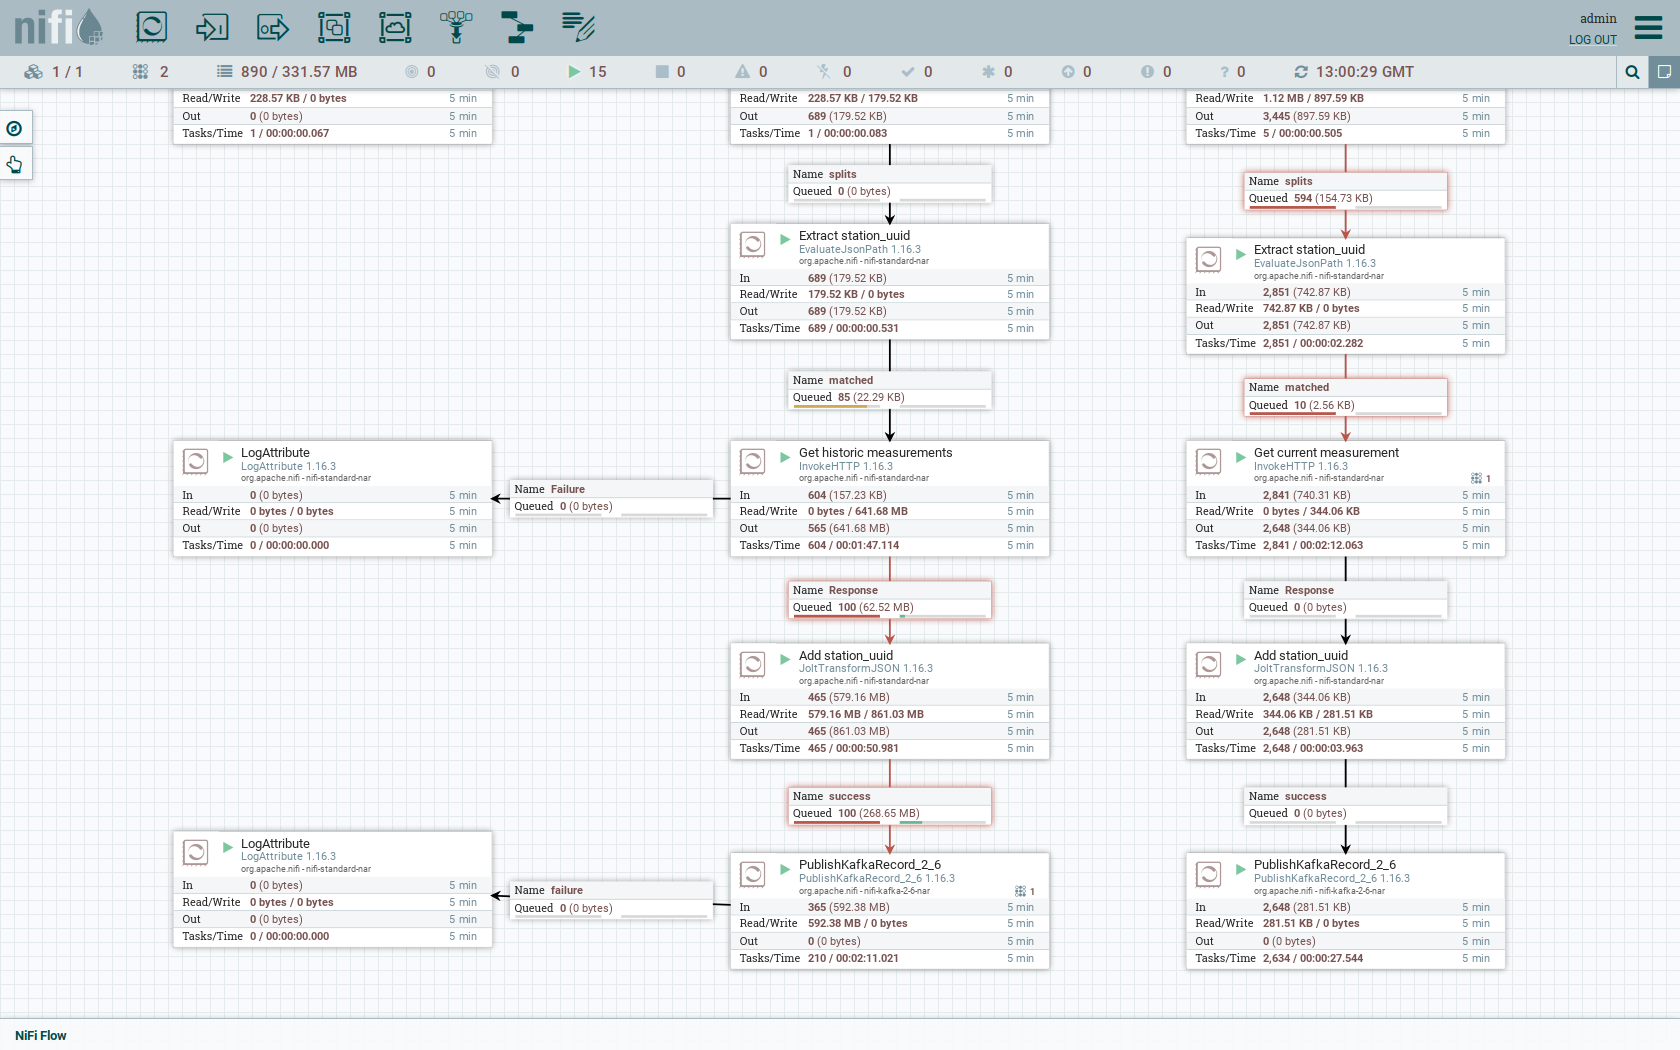 nifi
admin
LOG OUT
1 / 1
2
890 / 331.57 MB
0
0
15
0
0
0
0
0
0
0
0
13:00:29 GMT
Read/Write 228.57 KB / 0 bytes 5 min
Out 0 (0 bytes) 5 min
Tasks/Time 1 / 00:00:00.067 5 min
Read/Write 228.57 KB / 179.52 KB 5 min
Out 689 (179.52 KB) 5 min
Tasks/Time 1 / 00:00:00.083 5 min
Read/Write 1.12 MB / 897.59 KB 5 min
Out 3,445 (897.59 KB) 5 min
Tasks/Time 5 / 00:00:00.505 5 min
Name splits
Queued 0 (0 bytes)
Name splits
Queued 594 (154.73 KB)
Extract station_uuid
EvaluateJsonPath 1.16.3
org.apache.nifi - nifi-standard-nar
In 689 (179.52 KB) 5 min
Read/Write 179.52 KB / 0 bytes 5 min
Out 689 (179.52 KB) 5 min
Tasks/Time 689 / 00:00:00.531 5 min
Extract station_uuid
EvaluateJsonPath 1.16.3
org.apache.nifi - nifi-standard-nar
In 2,851 (742.87 KB) 5 min
Read/Write 742.87 KB / 0 bytes 5 min
Out 2,851 (742.87 KB) 5 min
Tasks/Time 2,851 / 00:00:02.282 5 min
Name matched
Queued 85 (22.29 KB)
Name matched
Queued 10 (2.56 KB)
LogAttribute
LogAttribute 1.16.3
org.apache.nifi - nifi-standard-nar
In 0 (0 bytes) 5 min
Read/Write 0 bytes / 0 bytes 5 min
Out 0 (0 bytes) 5 min
Tasks/Time 0 / 00:00:00.000 5 min
Name Failure
Queued 0 (0 bytes)
Get historic measurements
InvokeHTTP 1.16.3
org.apache.nifi - nifi-standard-nar
In 604 (157.23 KB) 5 min
Read/Write 0 bytes / 641.68 MB 5 min
Out 565 (641.68 MB) 5 min
Tasks/Time 604 / 00:01:47.114 5 min
Get current measurement
InvokeHTTP 1.16.3
org.apache.nifi - nifi-standard-nar
1
In 2,841 (740.31 KB) 5 min
Read/Write 0 bytes / 344.06 KB 5 min
Out 2,648 (344.06 KB) 5 min
Tasks/Time 2,841 / 00:02:12.063 5 min
Name Response
Queued 100 (62.52 MB)
Name Response
Queued 0 (0 bytes)
Add station_uuid
JoltTransformJSON 1.16.3
org.apache.nifi - nifi-standard-nar
In 465 (579.16 MB) 5 min
Read/Write 579.16 MB / 861.03 MB 5 min
Out 465 (861.03 MB) 5 min
Tasks/Time 465 / 00:00:50.981 5 min
Add station_uuid
JoltTransformJSON 1.16.3
org.apache.nifi - nifi-standard-nar
In 2,648 (344.06 KB) 5 min
Read/Write 344.06 KB / 281.51 KB 5 min
Out 2,648 (281.51 KB) 5 min
Tasks/Time 2,648 / 00:00:03.963 5 min
Name success
Queued 100 (268.65 MB)
Name success
Queued 0 (0 bytes)
LogAttribute
LogAttribute 1.16.3
org.apache.nifi - nifi-standard-nar
In 0 (0 bytes) 5 min
Read/Write 0 bytes / 0 bytes 5 min
Out 0 (0 bytes) 5 min
Tasks/Time 0 / 00:00:00.000 5 min
Name failure
Queued 0 (0 bytes)
PublishKafkaRecord_2_6
PublishKafkaRecord_2_6 1.16.3
org.apache.nifi - nifi-kafka-2-6-nar
1
In 365 (592.38 MB) 5 min
Read/Write 592.38 MB / 0 bytes 5 min
Out 0 (0 bytes) 5 min
Tasks/Time 210 / 00:02:11.021 5 min
PublishKafkaRecord_2_6
PublishKafkaRecord_2_6 1.16.3
org.apache.nifi - nifi-kafka-2-6-nar
In 2,648 (281.51 KB) 5 min
Read/Write 281.51 KB / 0 bytes 5 min
Out 0 (0 bytes) 5 min
Tasks/Time 2,634 / 00:00:27.544 5 min
NiFi Flow